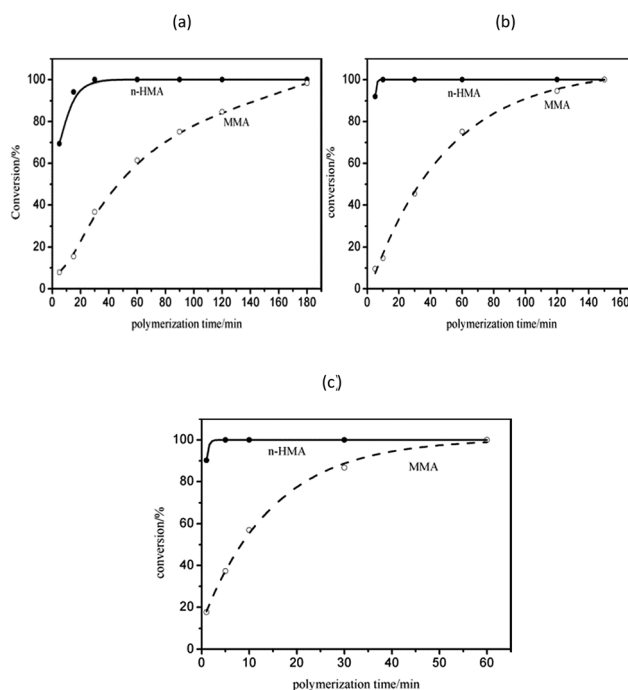 (a)
(b)
Conversion/%
100
80
60
40
20
0
n-HMA
MMA
0 20 40 60 80 100 120 140 160 180
polymerization time/min
conversion/%
100
80
60
40
20
0
n-HMA
MMA
0 20 40 60 80 100 120 140 160
polymerization time/min
(c)
conversion/%
100
80
60
40
20
0
n-HMA
MMA
0 10 20 30 40 50 60
polymerization time/min